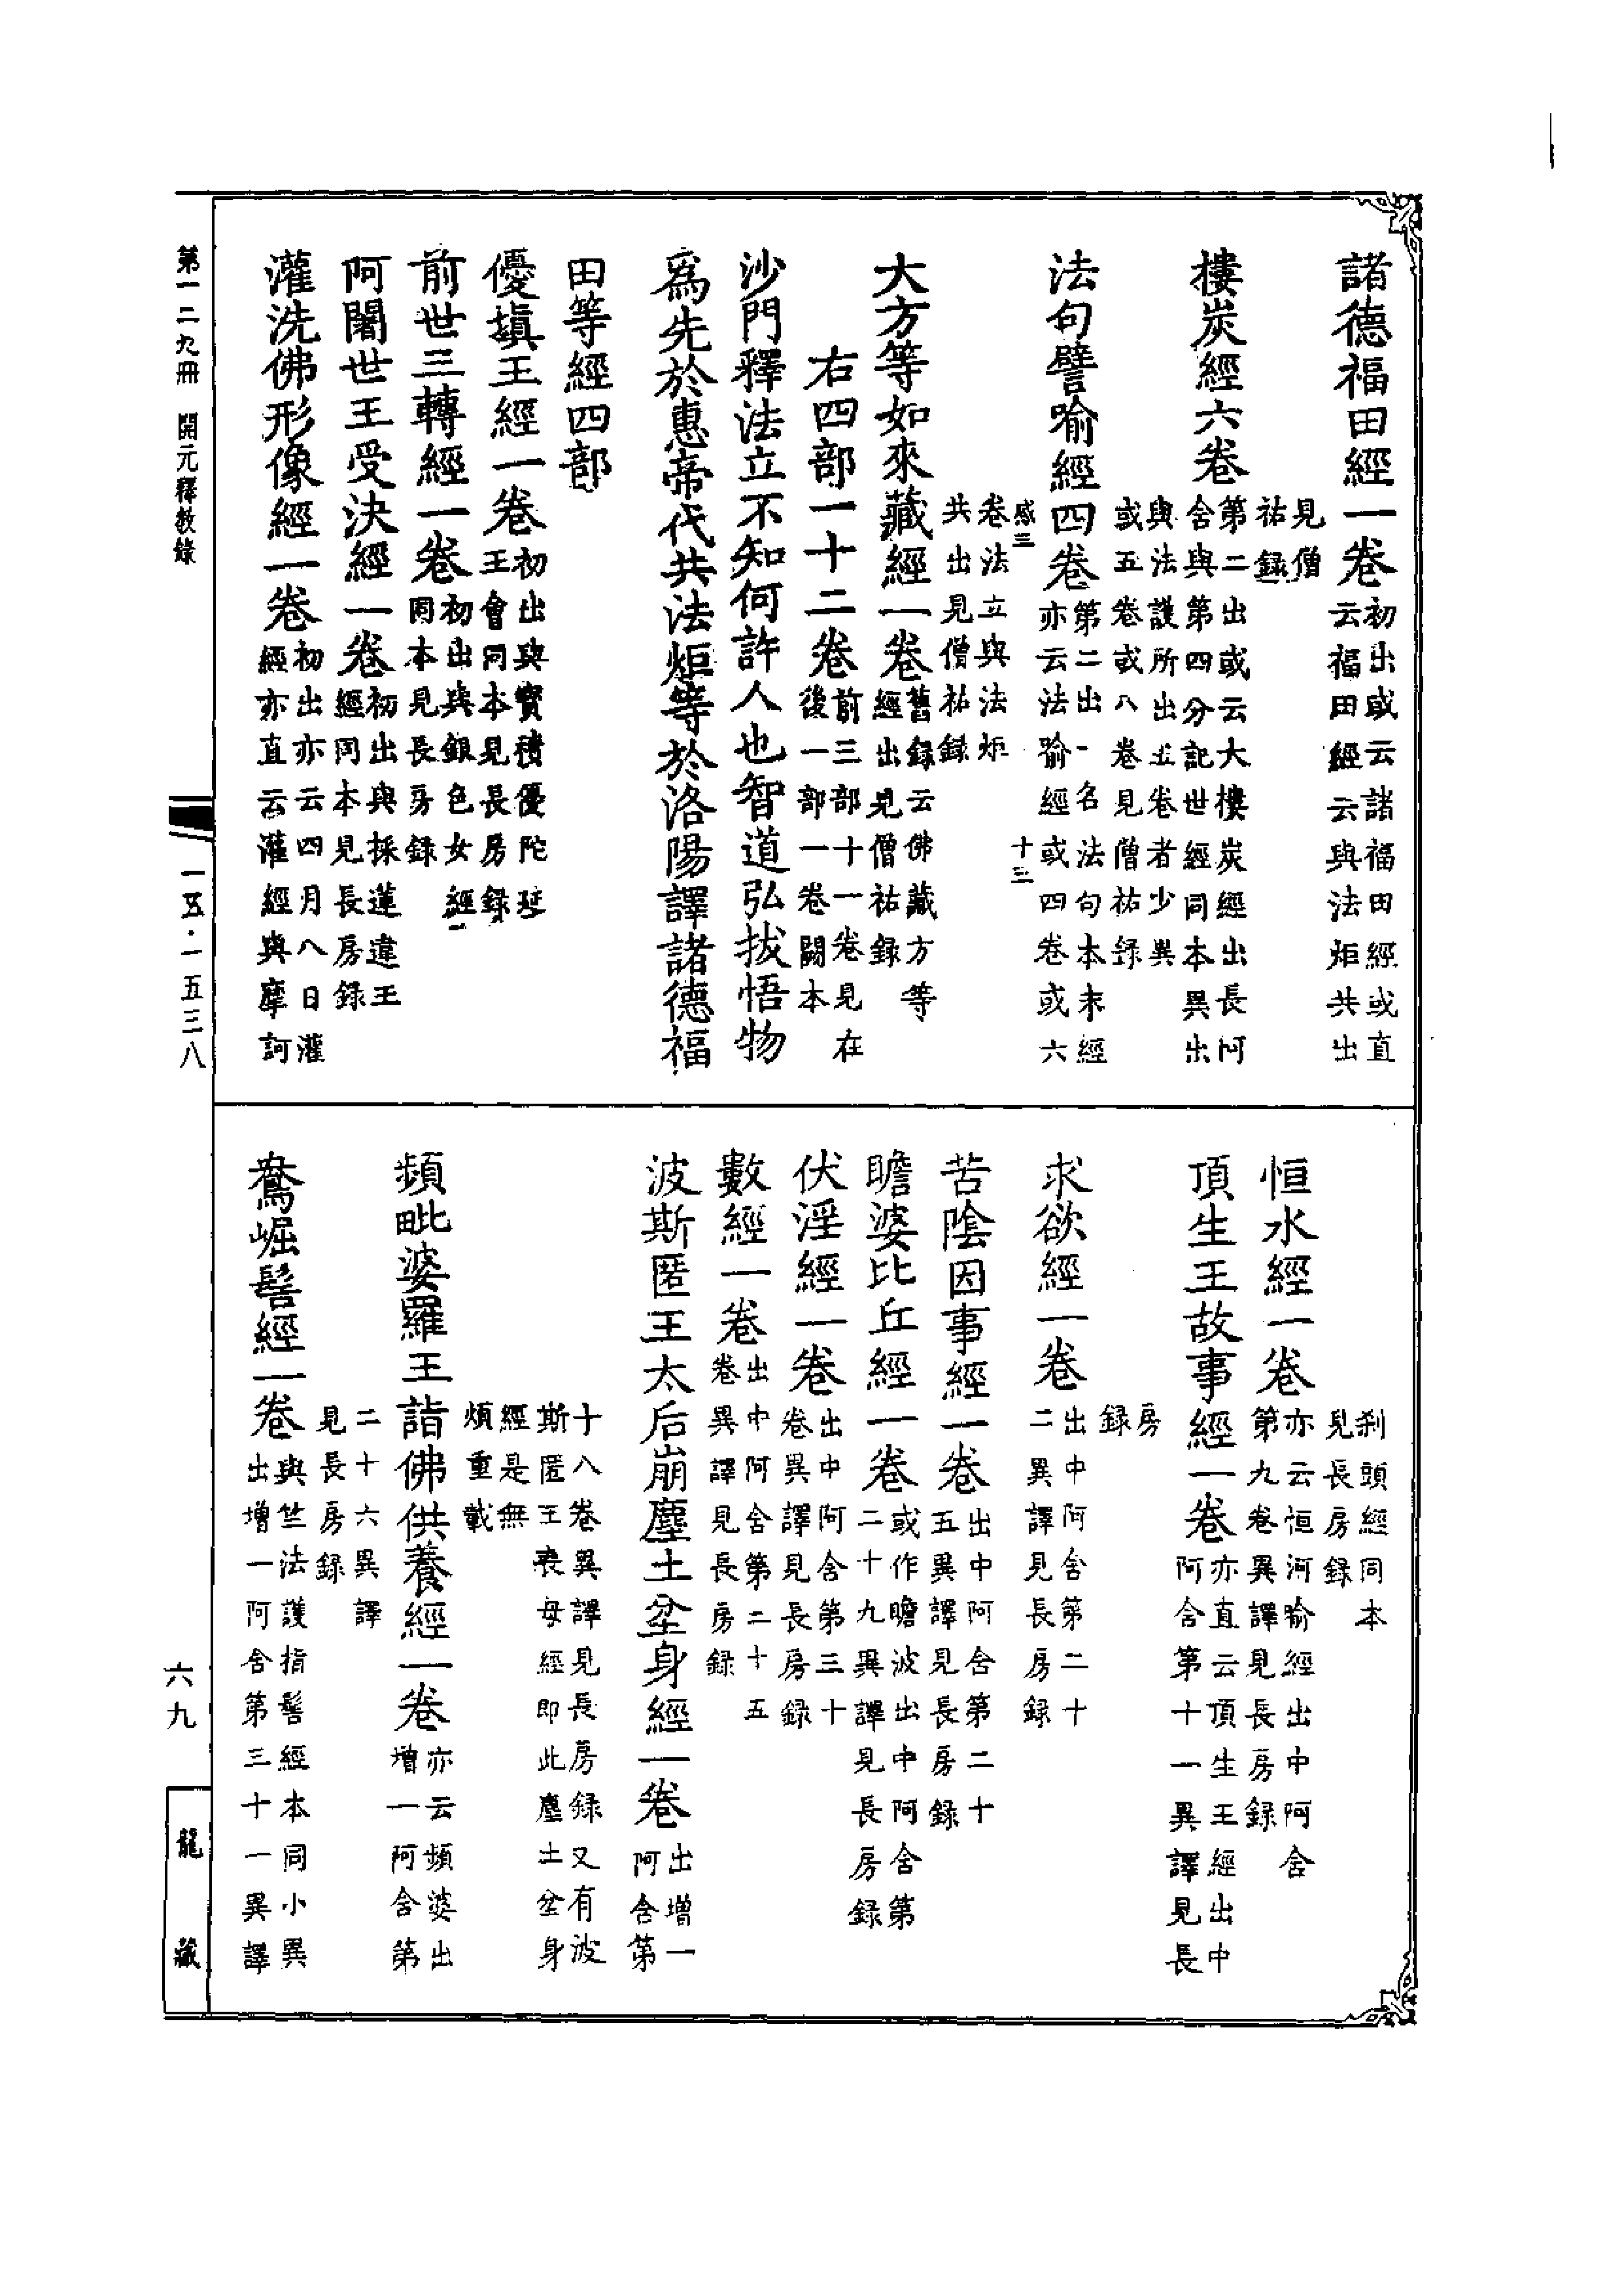 諸德福田經一卷初出或云諸福田經或直
云福田經云與法炬共出
見僧
祐録
樓炭經六卷第二出或云大樓炭經出長阿
含與第四分記世經同本異出
與法護所出五卷者少異
或五卷或八卷見僧祐録
法句譬喻經四卷第二出一名法句本末經
亦云法喻經或四卷或六
感三
十三
卷法立與法炬
共出見僧祐録
大方等如來藏經一卷舊録云佛藏方等
經出見僧祐録
右四部一十二卷前三部十一卷見在
後一部一卷闕本
沙門釋法立不知何許人也智道弘拔悟物
爲先於惠帝代共法炬等於洛陽譯諸德福
田等經四部
優填王經一卷初出與寶積優陀延
王會同本見長房録
前世三轉經一卷初出與銀色女經
同本見長房録
阿闍世王受決經一卷初出與採蓮違王
經同本見長房録
灌洗佛形像經一卷初出亦云四月八日灌
經亦直云灌經與摩訶
剎頭經同本
見長房録
恒水經一卷亦云恒河喻經出中阿含
第九卷異譯見長房録
頂生王故事經一卷亦直云頂生王經出中
阿含第十一異譯見長
房
録
求欲經一卷出中阿含第二十
二異譯見長房録
苦陰因事經一卷出中阿含第二十
五異譯見長房録
瞻婆比丘經一卷或作瞻波出中阿含第
二十九異譯見長房録
伏淫經一卷出中阿含第三十
卷異譯見長房録
數經一卷出中阿含第二十五
卷異譯見長房録
波斯匿王太后崩塵土坌身經一卷出增一
阿含第
十八卷異譯見長房録又有波
斯匿王喪母經即此塵土坌身
經是無
煩重載
頻毗婆羅王詣佛供養經一卷亦云頻婆出
增一阿含第
二十六異譯
見長房録
鴦崛髻經一卷與竺法護指髻經本同小異
出增一阿含第三十一異譯
第一二九冊 開元釋教錄
一五·一五三八
六九
龍藏